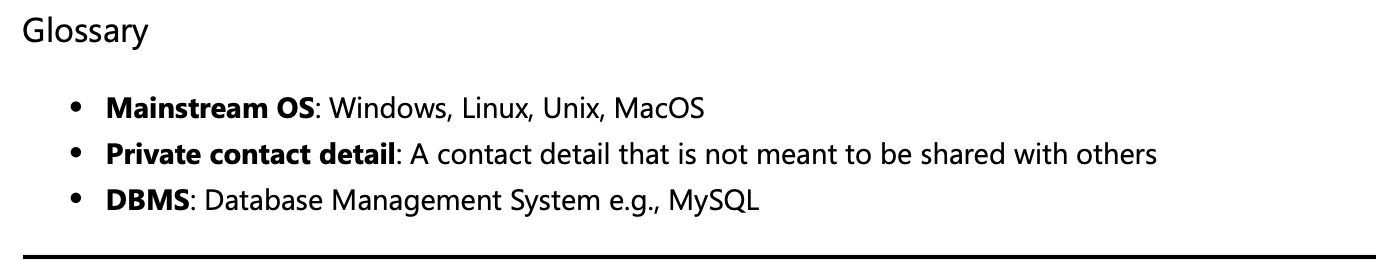 Glossary
• Mainstream OS: Windows, Linux, Unix, MacOS
• Private contact detail: A contact detail that is not meant to be shared with others
• DBMS: Database Management System e.g., MySQL